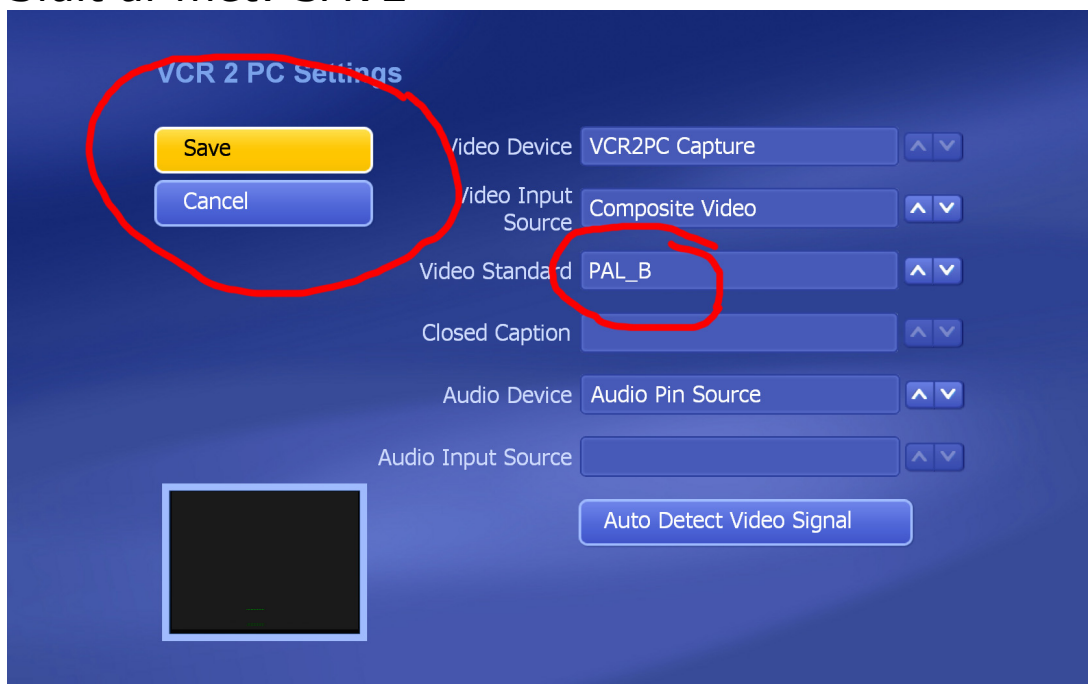 VCR 2 PC Settings
Save
Cancel
Video Device VCR2PC Capture
Video Input
Source Composite Video
Video Standard PAL_B
Closed Caption
Audio Device Audio Pin Source
Audio Input Source
Auto Detect Video Signal